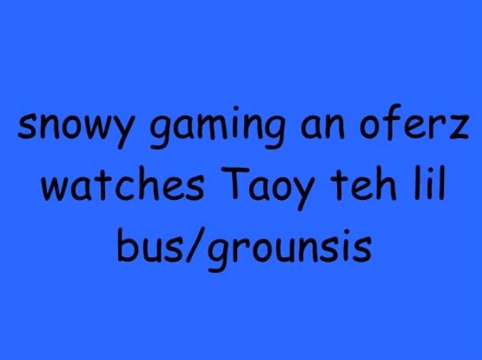 snowy gaming an oferz
watches Taoy teh lil
bus/grounsis